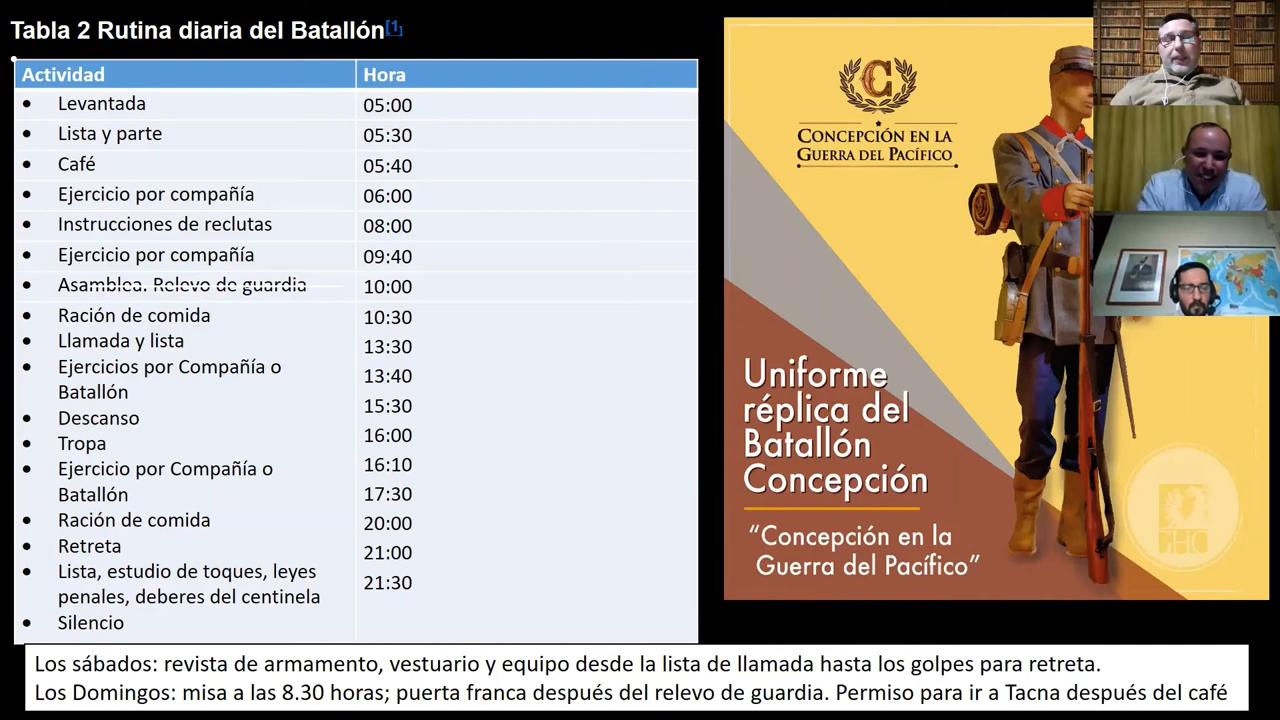 Tabla 2 Rutina diaria del Batallón[1]
Actividad Hora
• Levantada 05:00
• Lista y parte 05:30
• Café 05:40
• Ejercicio por compañía 06:00
• Instrucciones de reclutas 08:00
• Ejercicio por compañía 09:40
• Asamblea. Relevo de guardia 10:00
• Ración de comida
• Llamada y lista
• Ejercicios por Compañía o
Batallón
• Descanso
• Tropa
• Ejercicio por Compañía o
Batallón
• Ración de comida
• Retreta
• Lista, estudio de toques, leyes
penales, deberes del centinela
• Silencio
10:30
13:30
13:40
15:30
16:00
16:10
17:30
20:00
21:00
21:30
C
CONCEPCIÓN EN LA
GUERRA DEL PACÍFICO
Uniforme
réplica del
Batallón
Concepción
“Concepción en la
Guerra del Pacífico”
GHC
Los sábados: revista de armamento, vestuario y equipo desde la lista de llamada hasta los golpes para retreta.
Los Domingos: misa a las 8.30 horas; puerta franca después del relevo de guardia. Permiso para ir a Tacna después del café